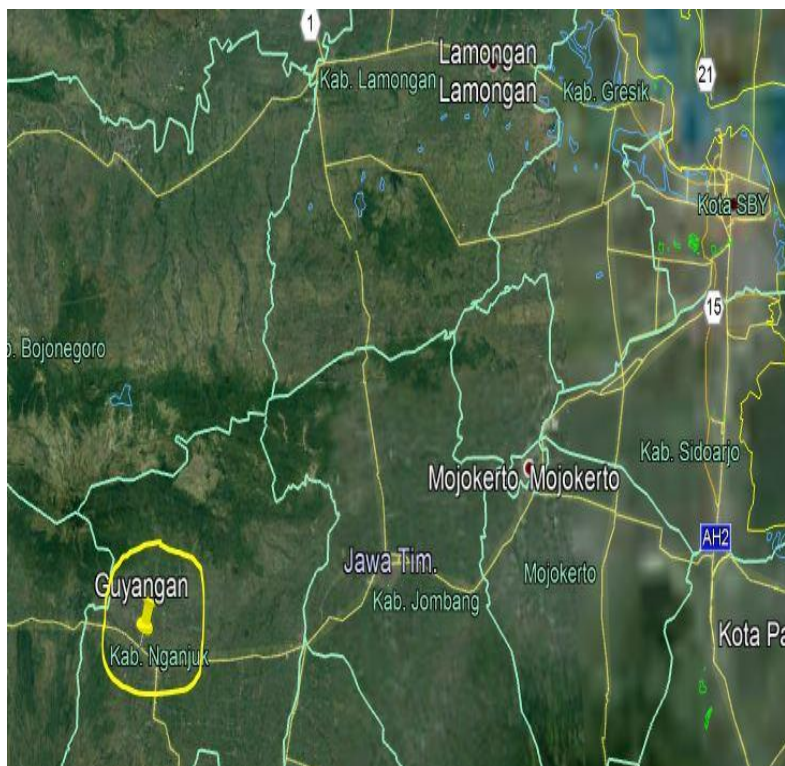 1
Lamongan
Kab. Lamongan
Lamongan
21
Kab. Gresik
Kota SBY
15
Bojonegoro
Kab. Sidoarjo
Mojokerto Mojokerto
AH2
Jawa Tim.
Mojokerto
Guyangan
Kab. Jombang
Kota Pa
Kab. Nganjuk